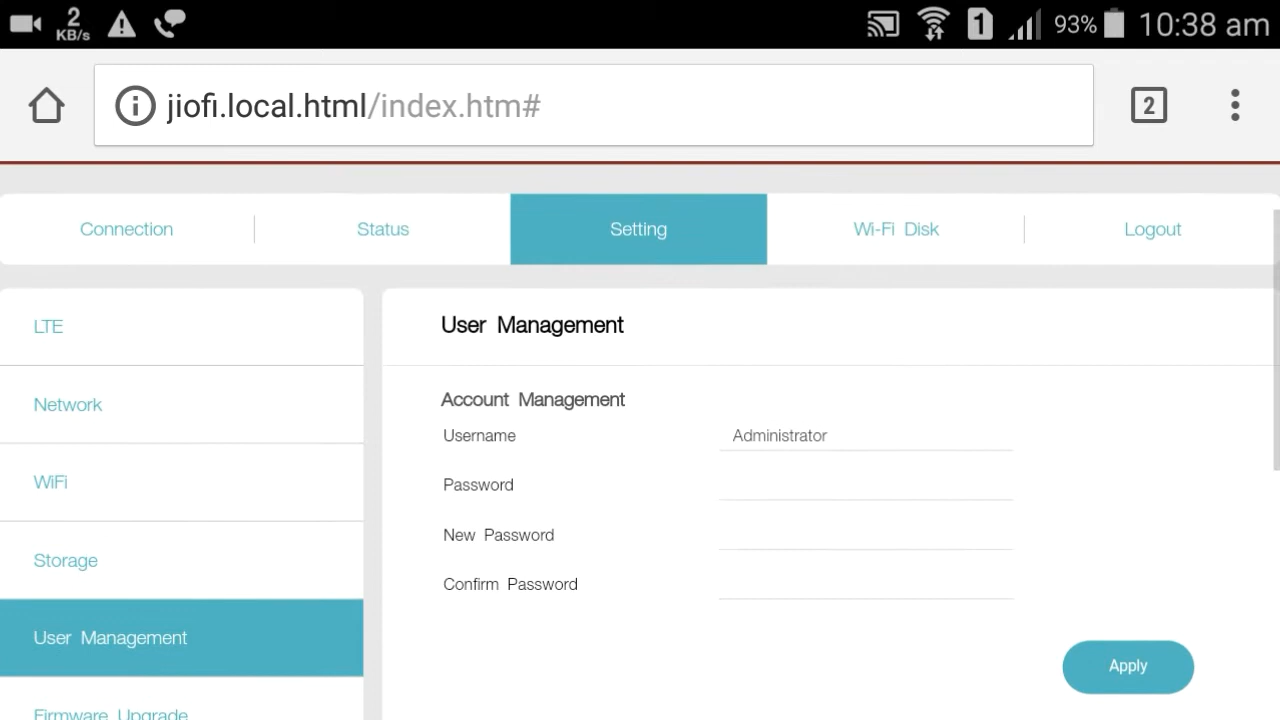 2
KB/s
1
93%
10:38 am
jiofi.local.html/index.htm#
2
Connection
Status
Setting
Wi-Fi Disk
Logout
LTE
Network
WiFi
Storage
User Management
Firmware Upgrade
User Management
Account Management
Username
Administrator
Password
New Password
Confirm Password
Apply